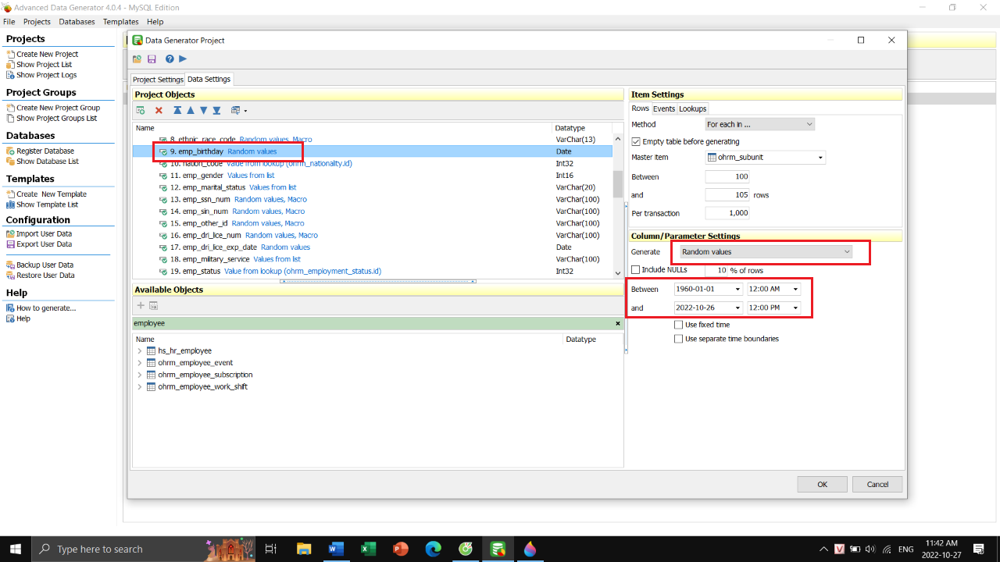 Advanced Data Generator 4.0.4 - MySQL Edition
File Projects Databases Templates Help
Projects
Create New Project
Show Project List
Show Project Logs
Project Groups
Create New Project Group
Show Project Groups List
Databases
Register Database
Show Database List
Templates
Create New Template
Show Template List
Configuration
Import User Data
Export User Data
Backup User Data
Restore User Data
Help
How to generate...
Help
Data Generator Project
Project Settings Data Settings
Project Objects
Name Datatype
8. ethnic_race_code Random values, Macro VarChar(13)
9. emp_birthday Random values Date
10. nation_code Value from lookup (ohrm_nationality.id) Int32
11. emp_gender Values from list Int16
12. emp_marital_status Values from list VarChar(20)
13. emp_ssn_num Random values, Macro VarChar(100)
14. emp_sin_num Random values, Macro VarChar(100)
15. emp_other_id Random values, Macro VarChar(100)
16. emp_dri_lice_num Random values, Macro VarChar(100)
17. emp_dri_lice_exp_date Random values Date
18. emp_military_service Values from list VarChar(100)
19. emp_status Value from lookup (ohrm_employment_status.id) Int32
Available Objects
employee
Name Datatype
hs_hr_employee
ohrm_employee_event
ohrm_employee_subscription
ohrm_employee_work_shift
Item Settings
Rows Events Lookups
Method For each in ...
Empty table before generating
Master item ohrm_subunit
Between 100
and 105 rows
Per transaction 1,000
Column/Parameter Settings
Generate Random values
Include NULLs 10 % of rows
Between 1960-01-01 12:00 AM
and 2022-10-26 12:00 PM
Use fixed time
Use separate time boundaries
OK Cancel
Type here to search
ENG
11:42 AM
2022-10-27